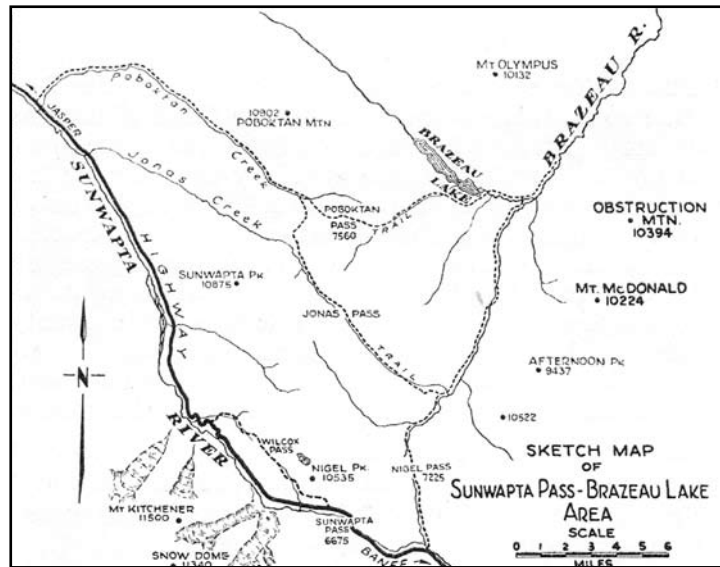 MT OLYMPUS
10132
BRAZEAU R.
Poboktan
Creek
10902
POBOKTAN MTN
JASPER
BRAZEAU
LAKE
Jonas
Creek
SUNWAPTA
HIGHWAY
RIVER
POBOKTAN
PASS
7560
TRAIL
OBSTRUCTION
MTN.
10394
SUNWAPTA PK
10875
MT. McDONALD
10224
JONAS PASS
TRAIL
N
AFTERNOON PK
9437
10522
WILCOX
PASS
NIGEL PK.
10535
NIGEL PASS
7225
MT KITCHENER
11500
SUNWAPTA
PASS
6675
SNOW DOME
11340
BANFF
SKETCH MAP
OF
SUNWAPTA PASS-BRAZEAU LAKE
AREA
SCALE
0 1 2 3 4 5 6
MILES